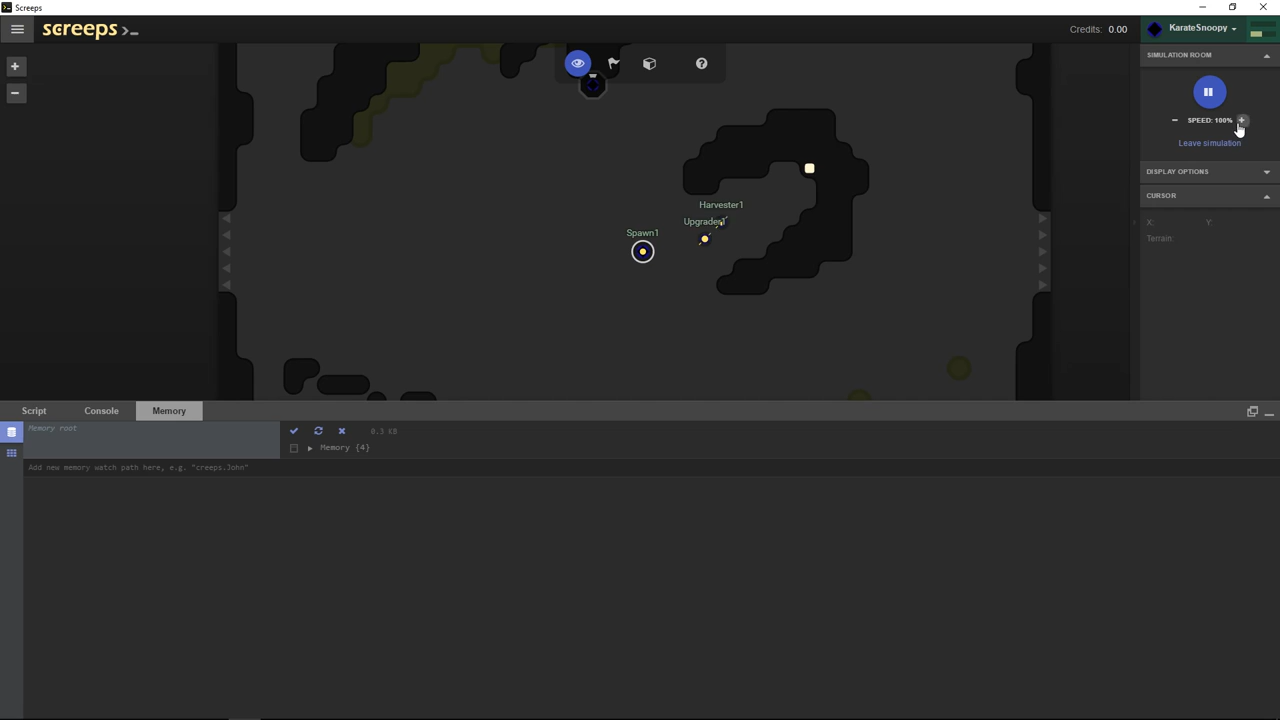 Screeps
screeps
Credits: 0.00
KarateSnoopy
SIMULATION ROOM
SPEED: 100%
Leave simulation
DISPLAY OPTIONS
CURSOR
X: Y:
Terrain:
Harvester1
Upgrader1
Spawn1
Script Console Memory
Memory root
0.3 KB
Memory {4}
Add new memory watch path here, e.g. "creeps.John"